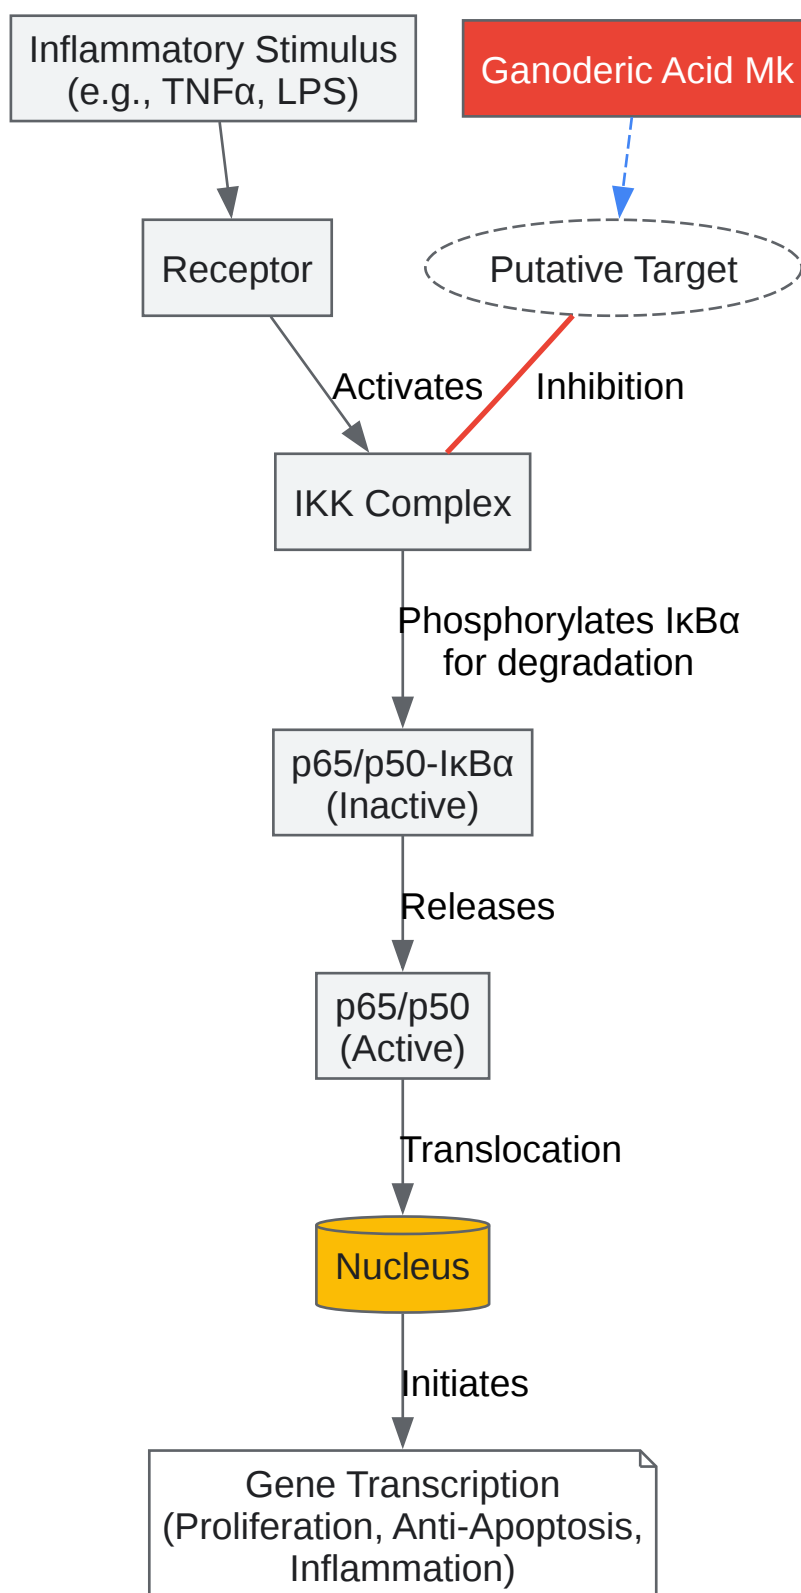 Inflammatory Stimulus
(e.g., TNFα, LPS)
Ganoderic Acid Mk
Receptor
Putative Target
Activates
Inhibition
IKK Complex
Phosphorylates IκBα
for degradation
p65/p50-IκBα
(Inactive)
Releases
p65/p50
(Active)
Translocation
Nucleus
Initiates
Gene Transcription
(Proliferation, Anti-Apoptosis,
Inflammation)